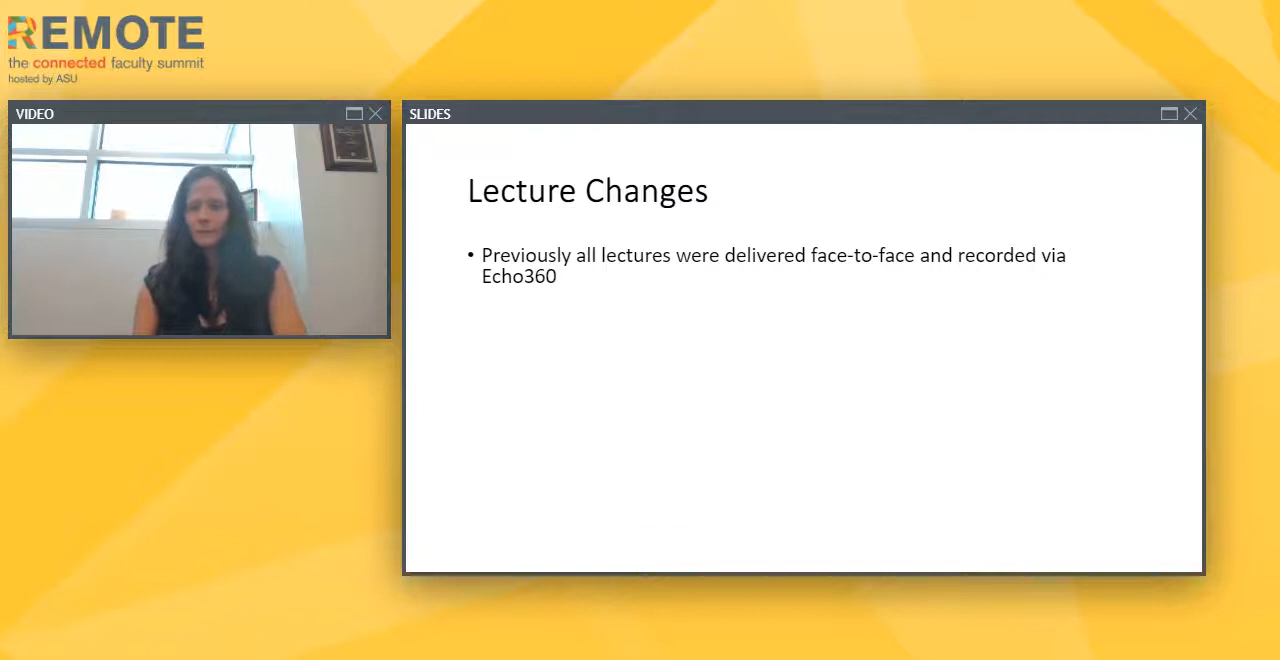 REMOTE
the connected faculty summit
hosted by ASU
VIDEO
SLIDES
Lecture Changes
• Previously all lectures were delivered face-to-face and recorded via
Echo360